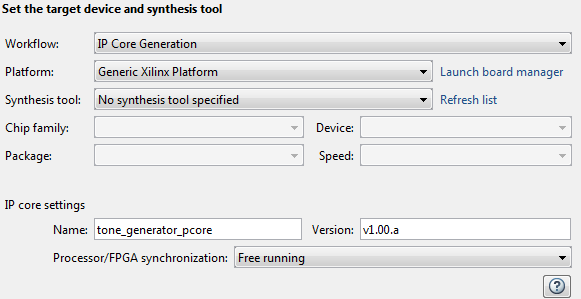 Set the target device and synthesis tool
Workflow: IP Core Generation
Platform: Generic Xilinx Platform Launch board manager
Synthesis tool: No synthesis tool specified Refresh list
Chip family: Device:
Package: Speed:
IP core settings
Name: tone_generator_pcore Version: v1.00.a
Processor/FPGA synchronization: Free running
?